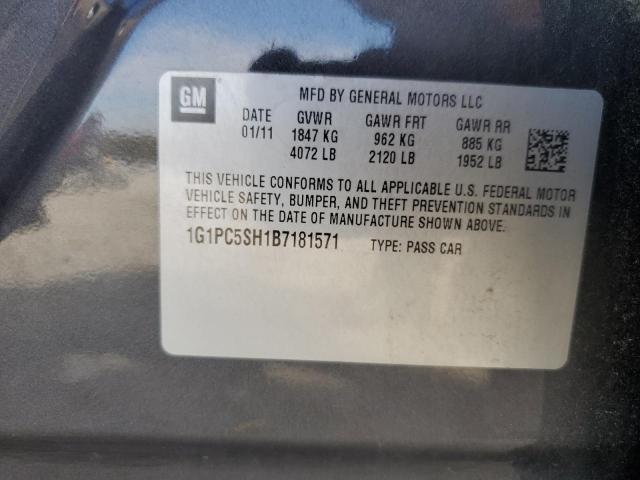 GM
MFD BY GENERAL MOTORS LLC
DATE GVWR GAWR FRT GAWR RR
01/11 1847 KG 962 KG 885 KG
4072 LB 2120 LB 1952 LB
THIS VEHICLE CONFORMS TO ALL APPLICABLE U.S. FEDERAL MOTOR
VEHICLE SAFETY, BUMPER, AND THEFT PREVENTION STANDARDS IN
EFFECT ON THE DATE OF MANUFACTURE SHOWN ABOVE.
1G1PC5SH1B7181571 TYPE: PASS CAR